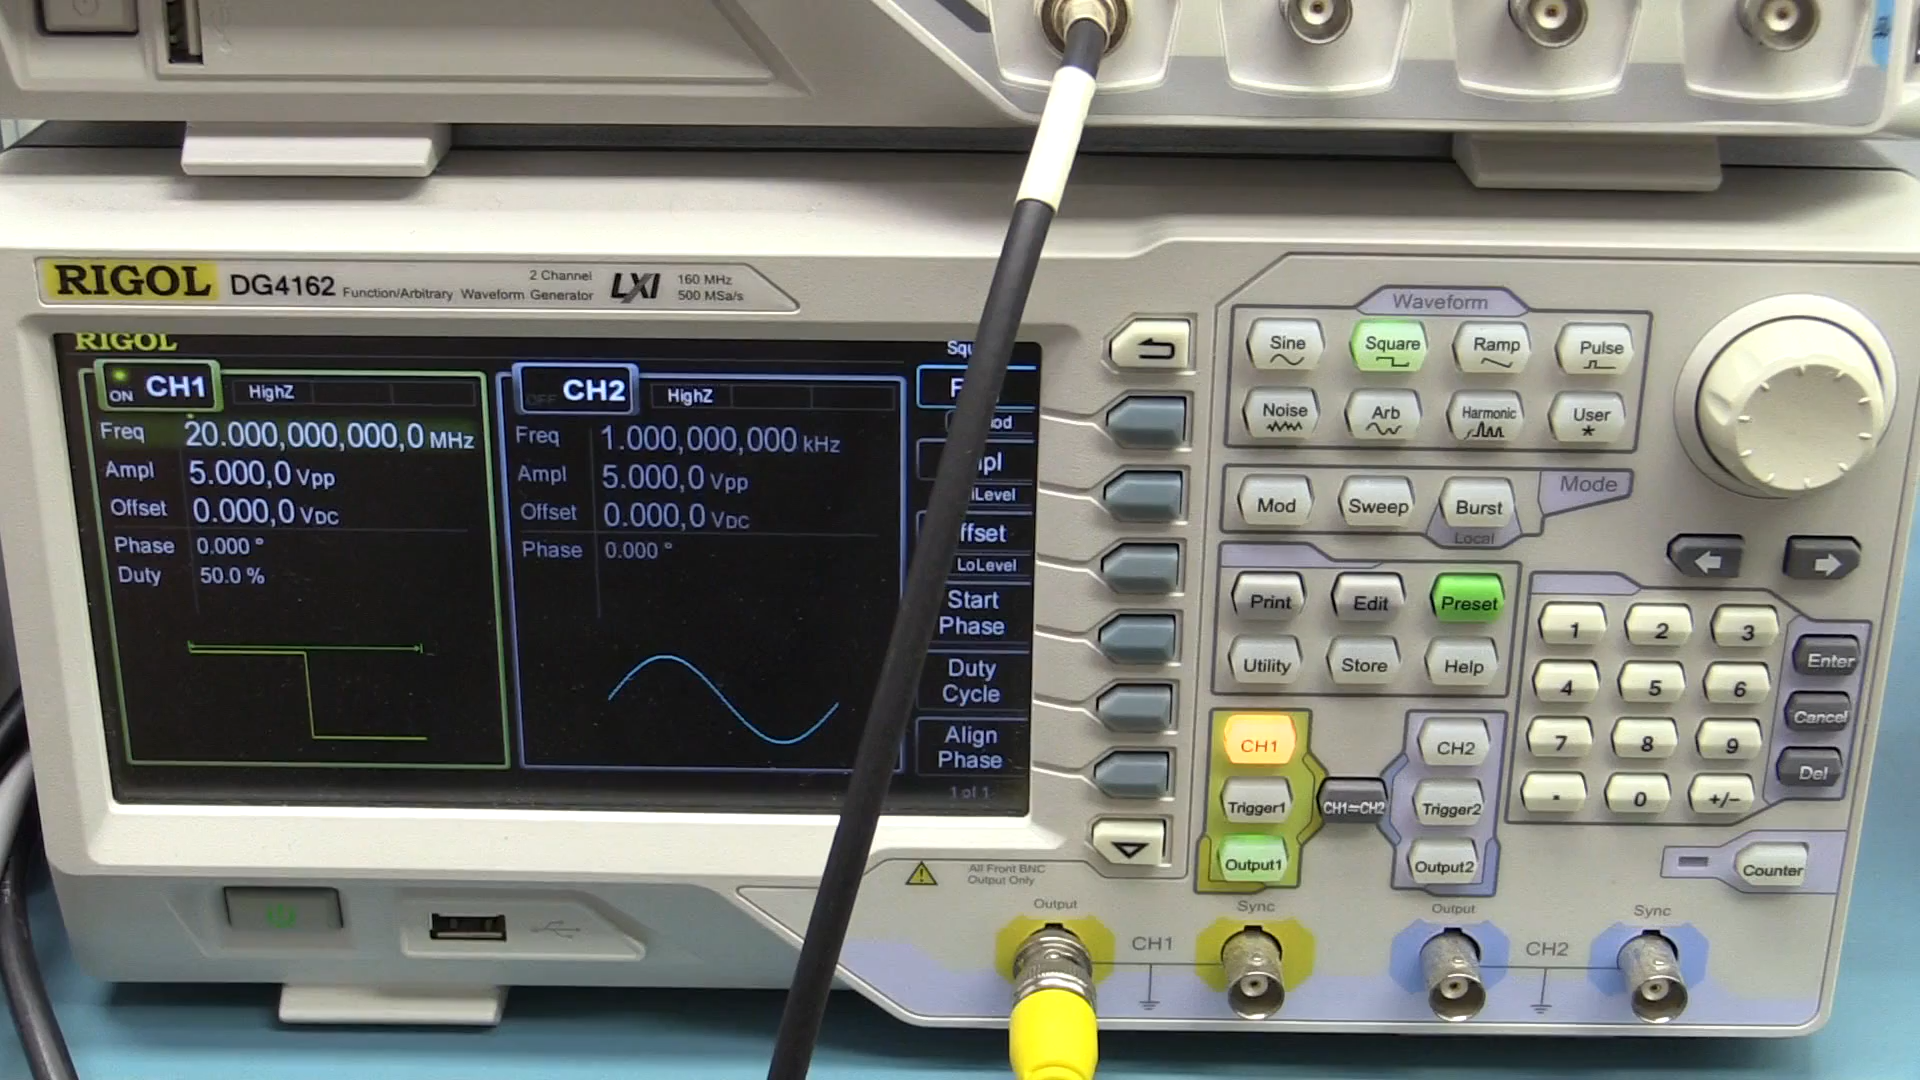 RIGOL DG4162 Function/Arbitrary Waveform Generator
2 Channel
LXI
160 MHz
500 MSa/s
RIGOL
ON CH1 HighZ
Freq 20.000,000,000,0 MHz
Ampl 5.000,0 Vpp
Offset 0.000,0 VDC
Phase 0.000 °
Duty 50.0 %
OFF CH2 HighZ
Freq 1.000,000,000 kHz
Ampl 5.000,0 Vpp
Offset 0.000,0 VDC
Phase 0.000 °
LoLevel
Start
Phase
Duty
Cycle
Align
Phase
1 of 1
Waveform
Sine Square Ramp Pulse
Noise Arb Harmonic User
Mod Sweep Burst Mode
Local
Print Edit Preset
Utility Store Help
1 2 3 Enter
4 5 6 Cancel
7 8 9 Del
. 0 +/-
CH1 CH2
Trigger1 CH1⇌CH2 Trigger2
Output1 Output2
Counter
All Front BNC
Output Only
Output Sync Output Sync
CH1 CH2